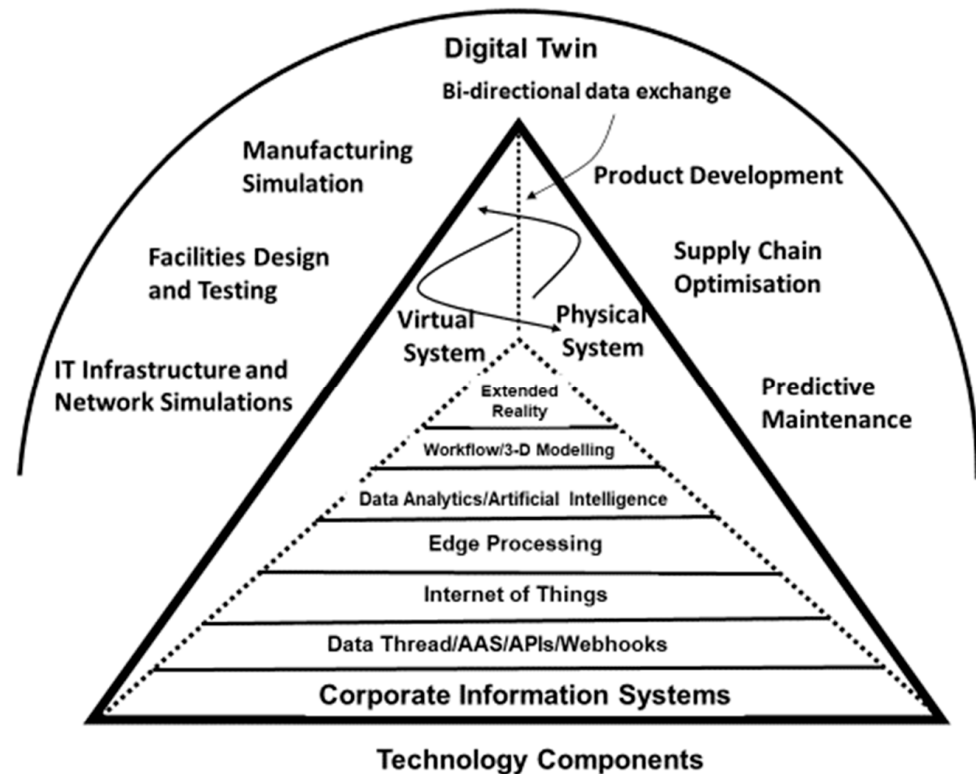 Digital Twin
Bi-directional data exchange
Manufacturing
Simulation
Product Development
Facilities Design
and Testing
Supply Chain
Optimisation
Virtual
System
Physical
System
IT Infrastructure and
Network Simulations
Predictive
Maintenance
Extended
Reality
Workflow/3-D Modelling
Data Analytics/Artificial Intelligence
Edge Processing
Internet of Things
Data Thread/AAS/APIs/Webhooks
Corporate Information Systems
Technology Components